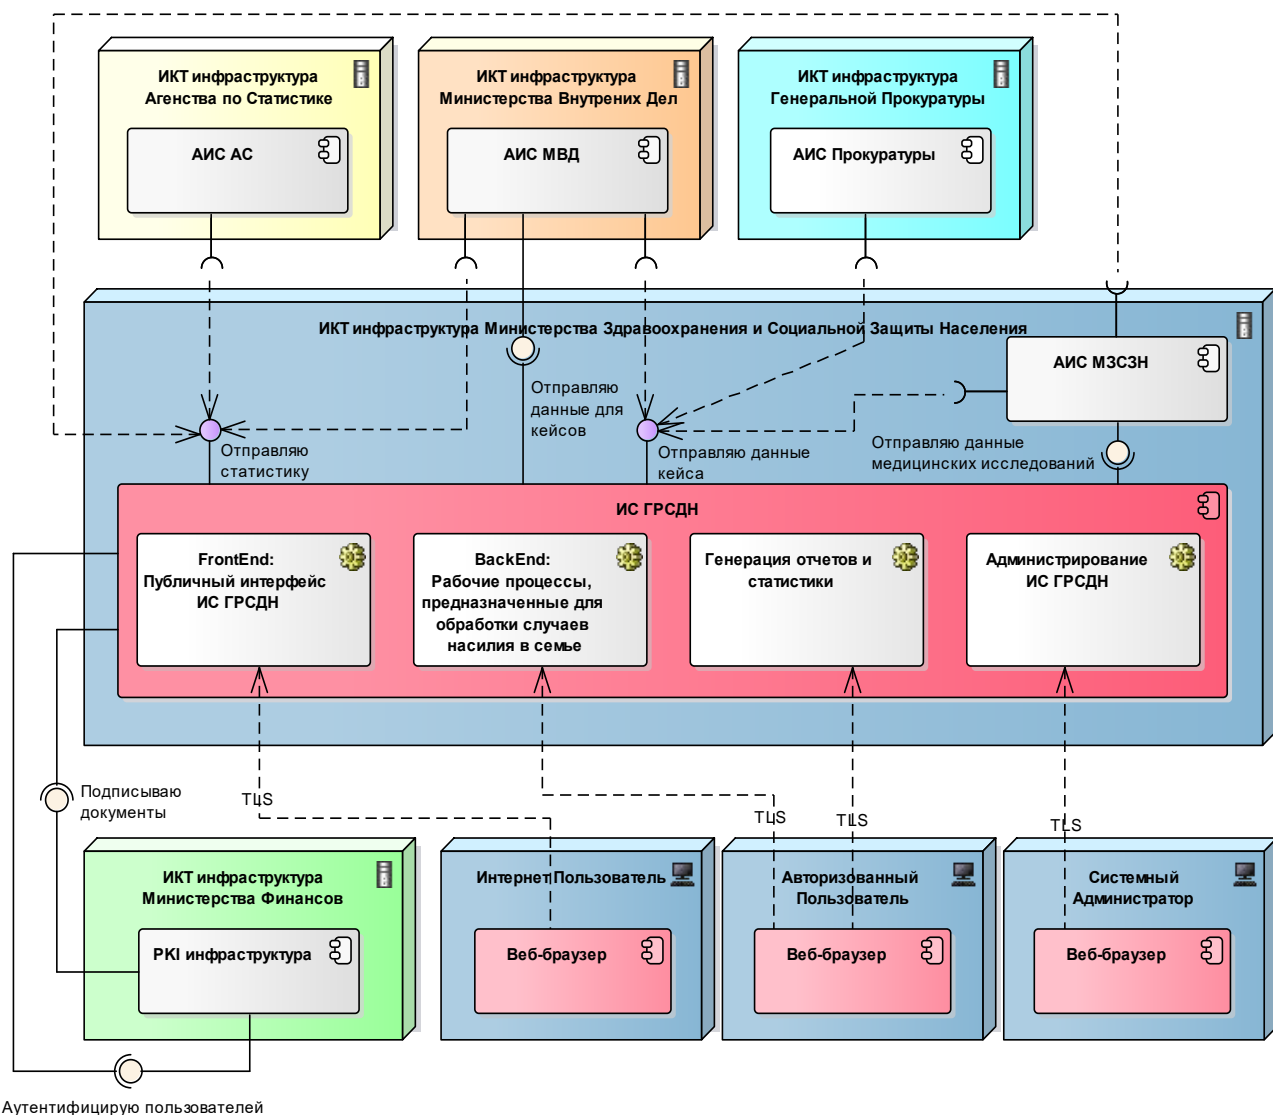 ИКТ инфраструктура
Агенства по Статистике
АИС АС
ИКТ инфраструктура
Министерства Внутрених Дел
АИС МВД
ИКТ инфраструктура
Генеральной Прокуратуры
АИС Прокуратуры
ИКТ инфраструктура Министерства Здравоохранения и Социальной Защиты Населения
АИС МЗСЗН
Отправляю
статистику
Отправляю
данные для
кейсов
Отправляю данные
кейса
Отправляю данные
медицинских исследований
ИС ГРСДН
FrontEnd:
Публичный интерфейс
ИС ГРСДН
BackEnd:
Рабочие процессы,
предназначенные для
обработки случаев
насилия в семье
Генерация отчетов и
статистики
Администрирование
ИС ГРСДН
Подписываю
документы
TLS
TLS
TLS
TLS
ИКТ инфраструктура
Министерства Финансов
PKI инфраструктура
Интернет Пользователь
Веб-браузер
Авторизованный
Пользователь
Веб-браузер
Системный
Администратор
Веб-браузер
Аутентифицирую пользователей